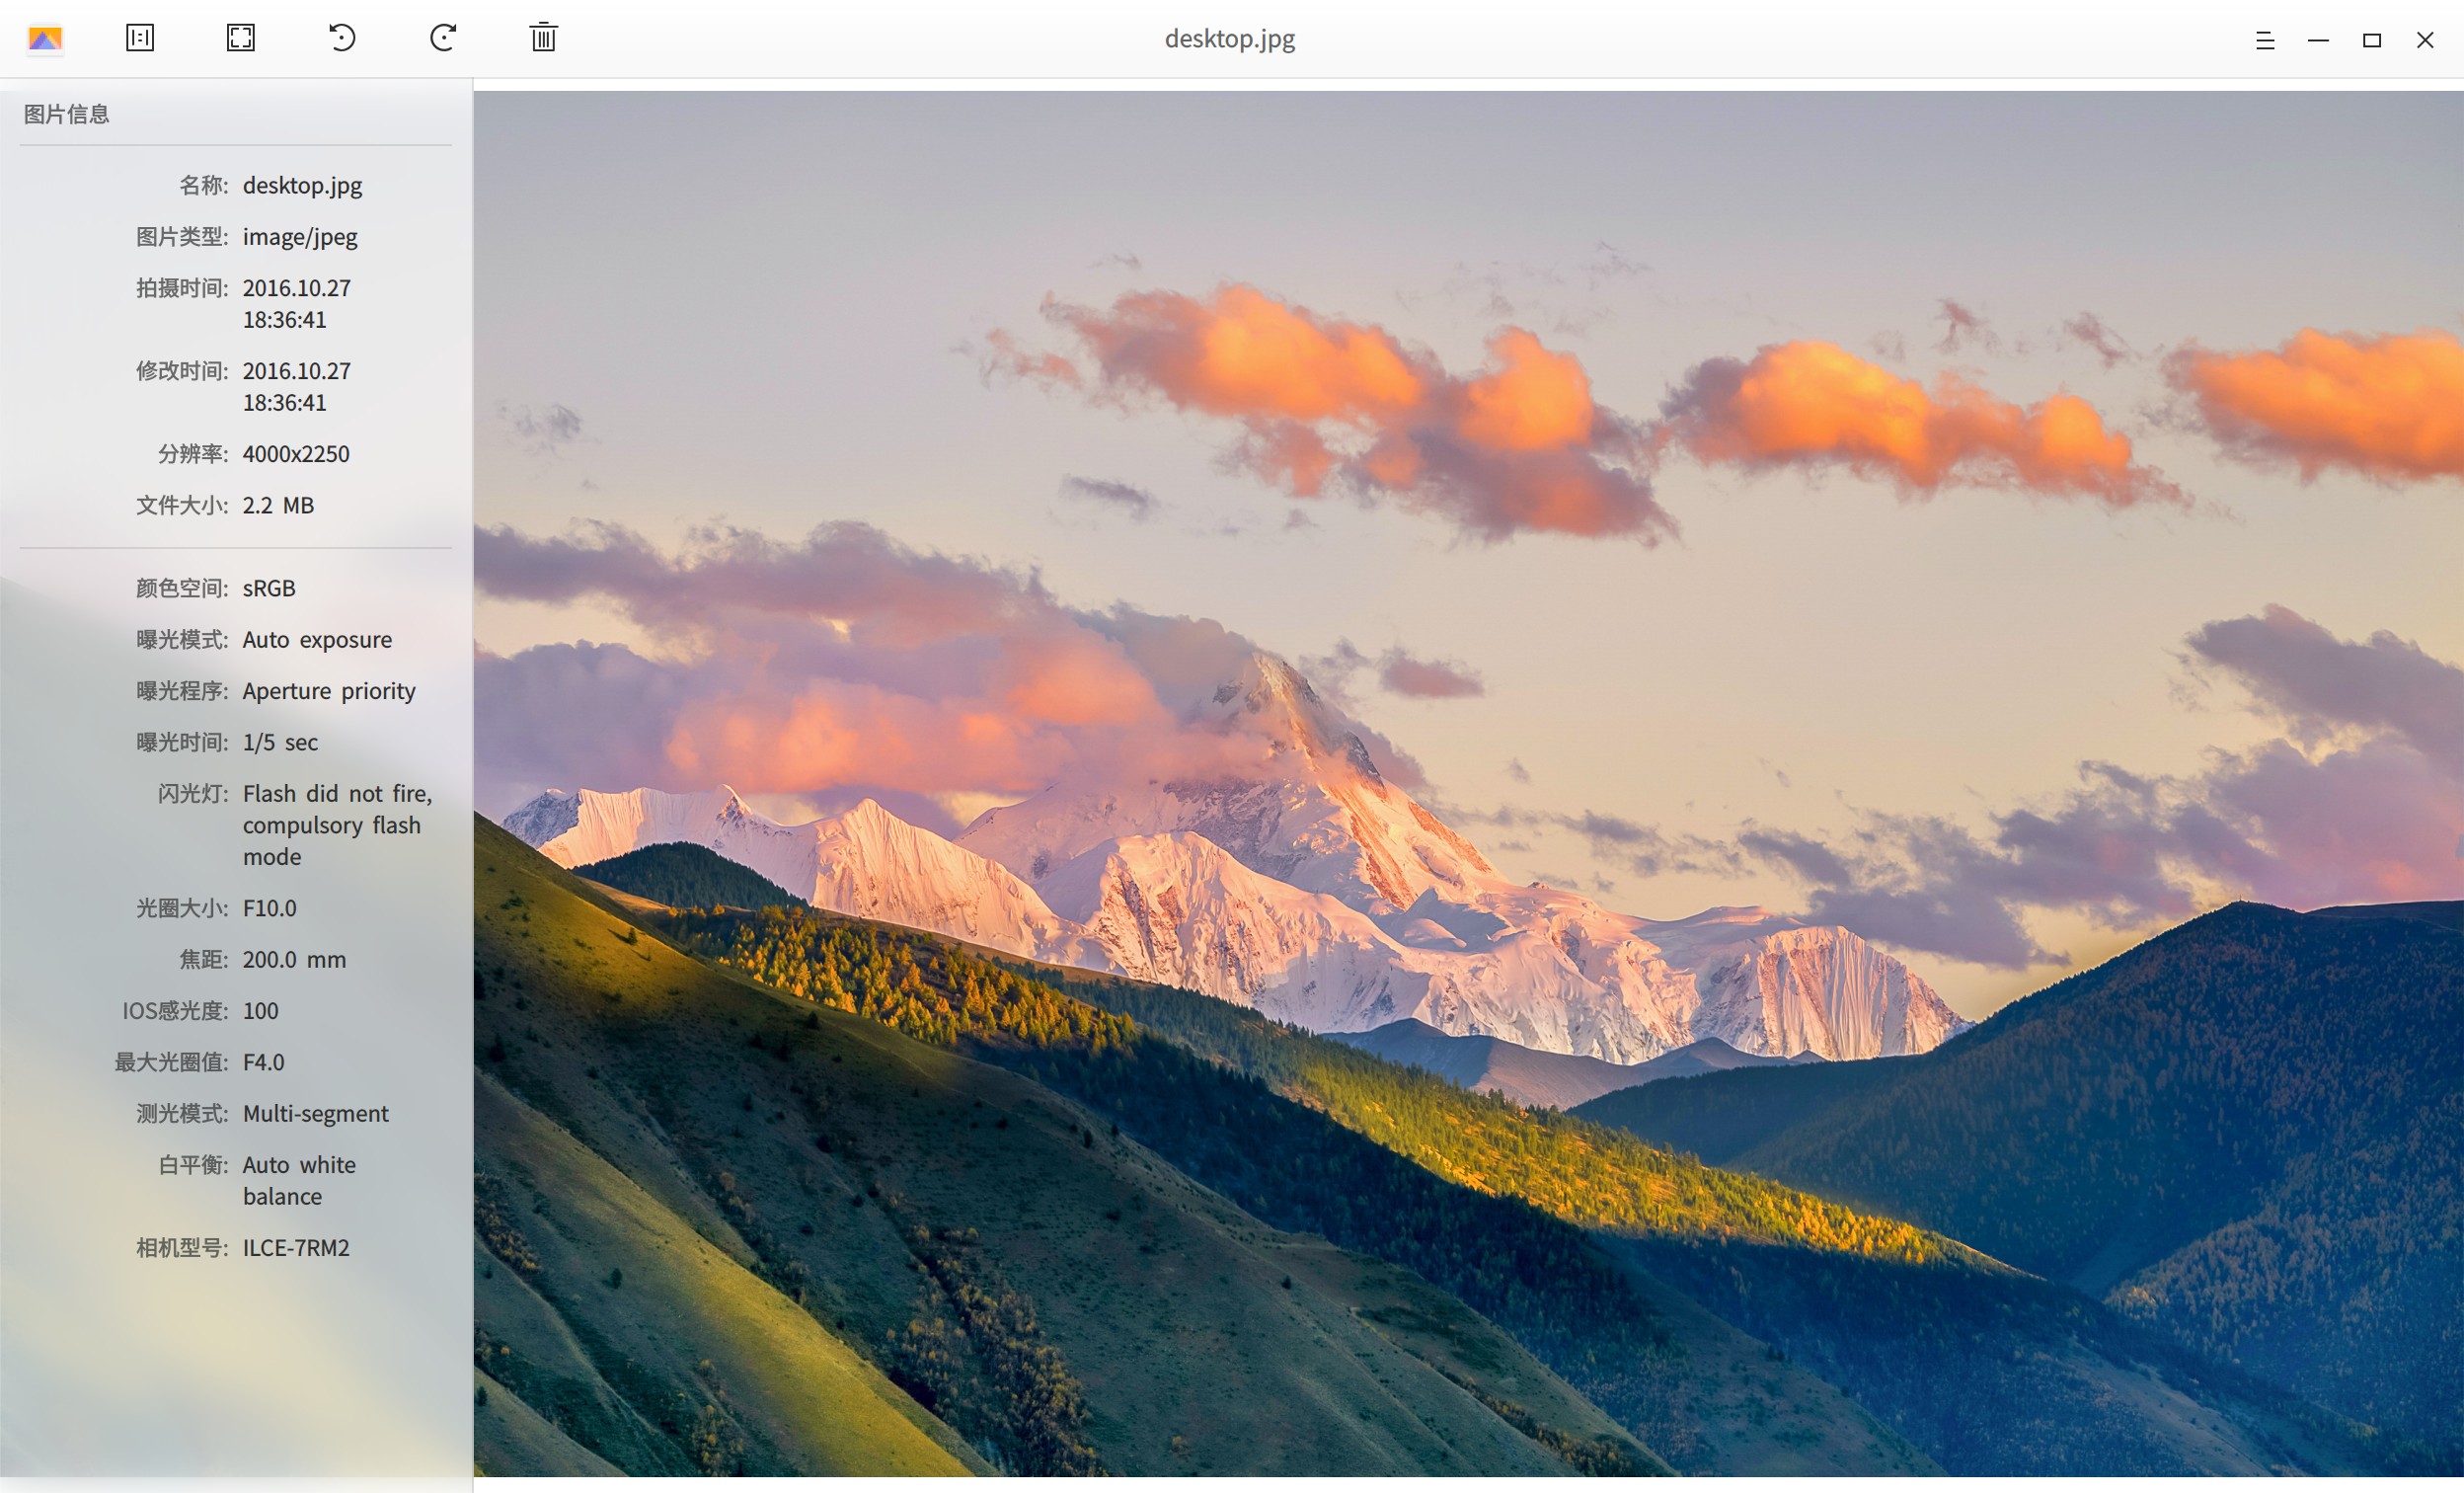 desktop.jpg
图片信息
名称: desktop.jpg
图片类型: image/jpeg
拍摄时间: 2016.10.27
18:36:41
修改时间: 2016.10.27
18:36:41
分辨率: 4000x2250
文件大小: 2.2 MB
颜色空间: sRGB
曝光模式: Auto exposure
曝光程序: Aperture priority
曝光时间: 1/5 sec
闪光灯: Flash did not fire,
compulsory flash
mode
光圈大小: F10.0
焦距: 200.0 mm
IOS感光度: 100
最大光圈值: F4.0
测光模式: Multi-segment
白平衡: Auto white
balance
相机型号: ILCE-7RM2